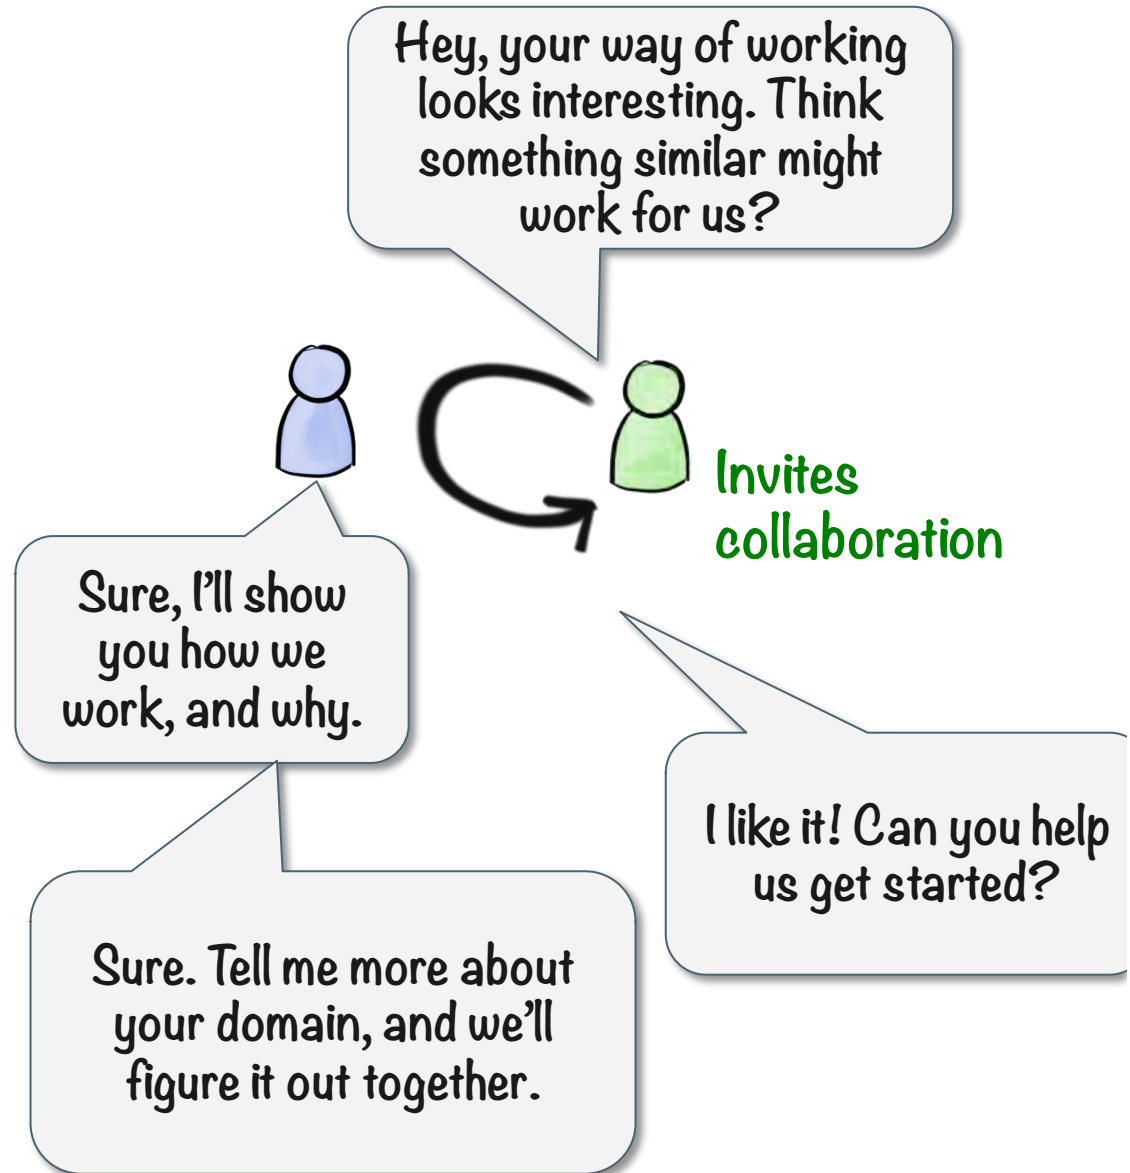 Hey, your way of working
looks interesting. Think
something similar might
work for us?
Invites
collaboration
Sure, I'll show
you how we
work, and why.
I like it! Can you help
us get started?
Sure. Tell me more about
your domain, and we'll
figure it out together.